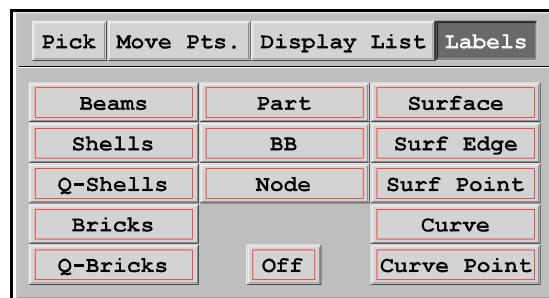 Pick Move Pts. Display List Labels
Beams Part Surface
Shells BB Surf Edge
Q-Shells Node Surf Point
Bricks Curve
Q-Bricks Off Curve Point